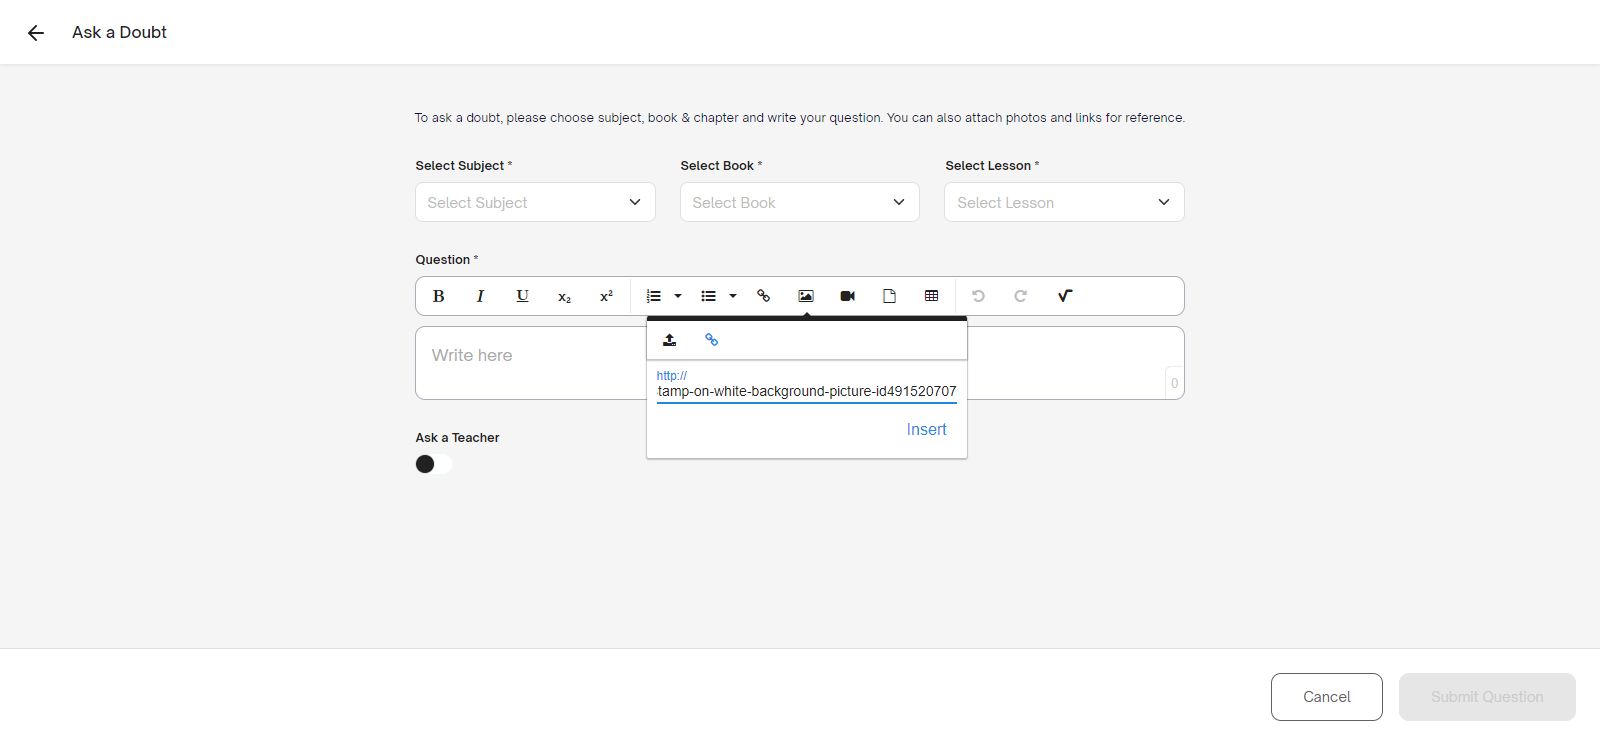 Ask a Doubt
To ask a doubt, please choose subject, book & chapter and write your question. You can also attach photos and links for reference.
Select Subject * Select Book * Select Lesson *
Select Subject Select Book Select Lesson
Question *
B I U x₂ x²
Write here
0
http://
tamp-on-white-background-picture-id491520707
Insert
Ask a Teacher
Cancel Submit Question